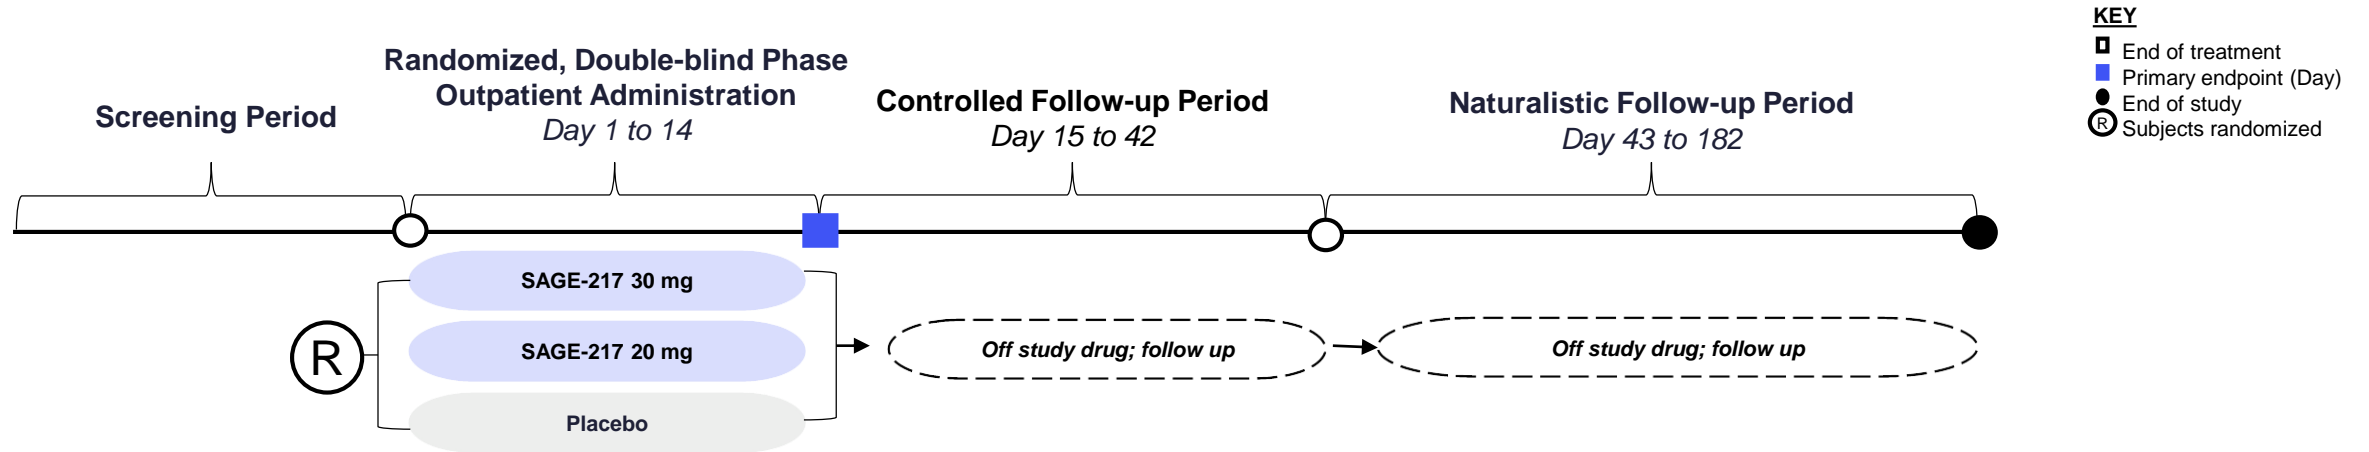 Screening Period
Randomized, Double-blind Phase
Outpatient Administration
Day 1 to 14
Controlled Follow-up Period
Day 15 to 42
Naturalistic Follow-up Period
Day 43 to 182
KEY
End of treatment
Primary endpoint (Day)
End of study
R Subjects randomized
R
SAGE-217 30 mg
SAGE-217 20 mg
Placebo
Off study drug; follow up
Off study drug; follow up